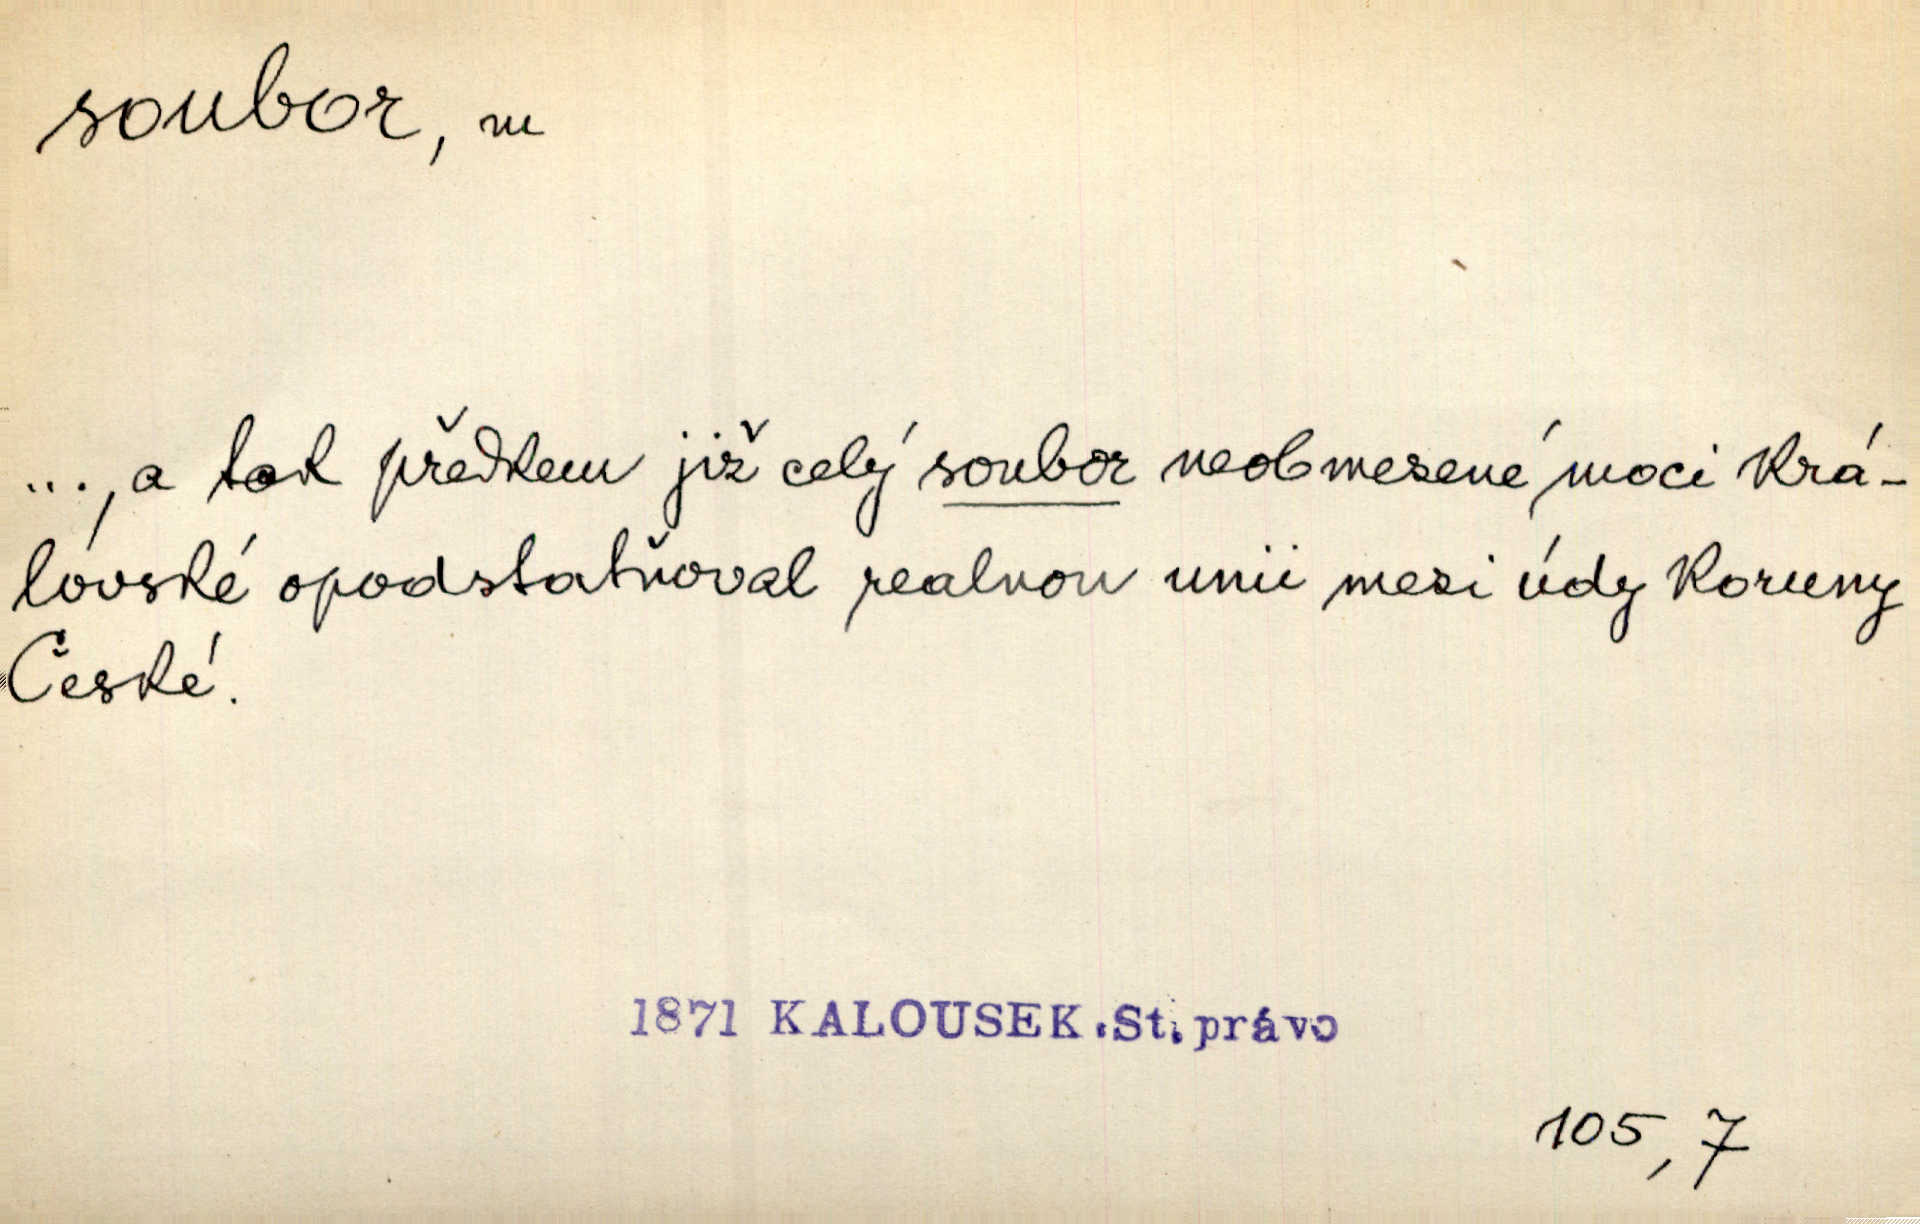 soubor, m
..., a tak předkem již celý soubor neobmezené moci krá-
lovské opodstatňoval realnou unii mezi údy koruny
České.
1871 KALOUSEK.St.právo
105,7